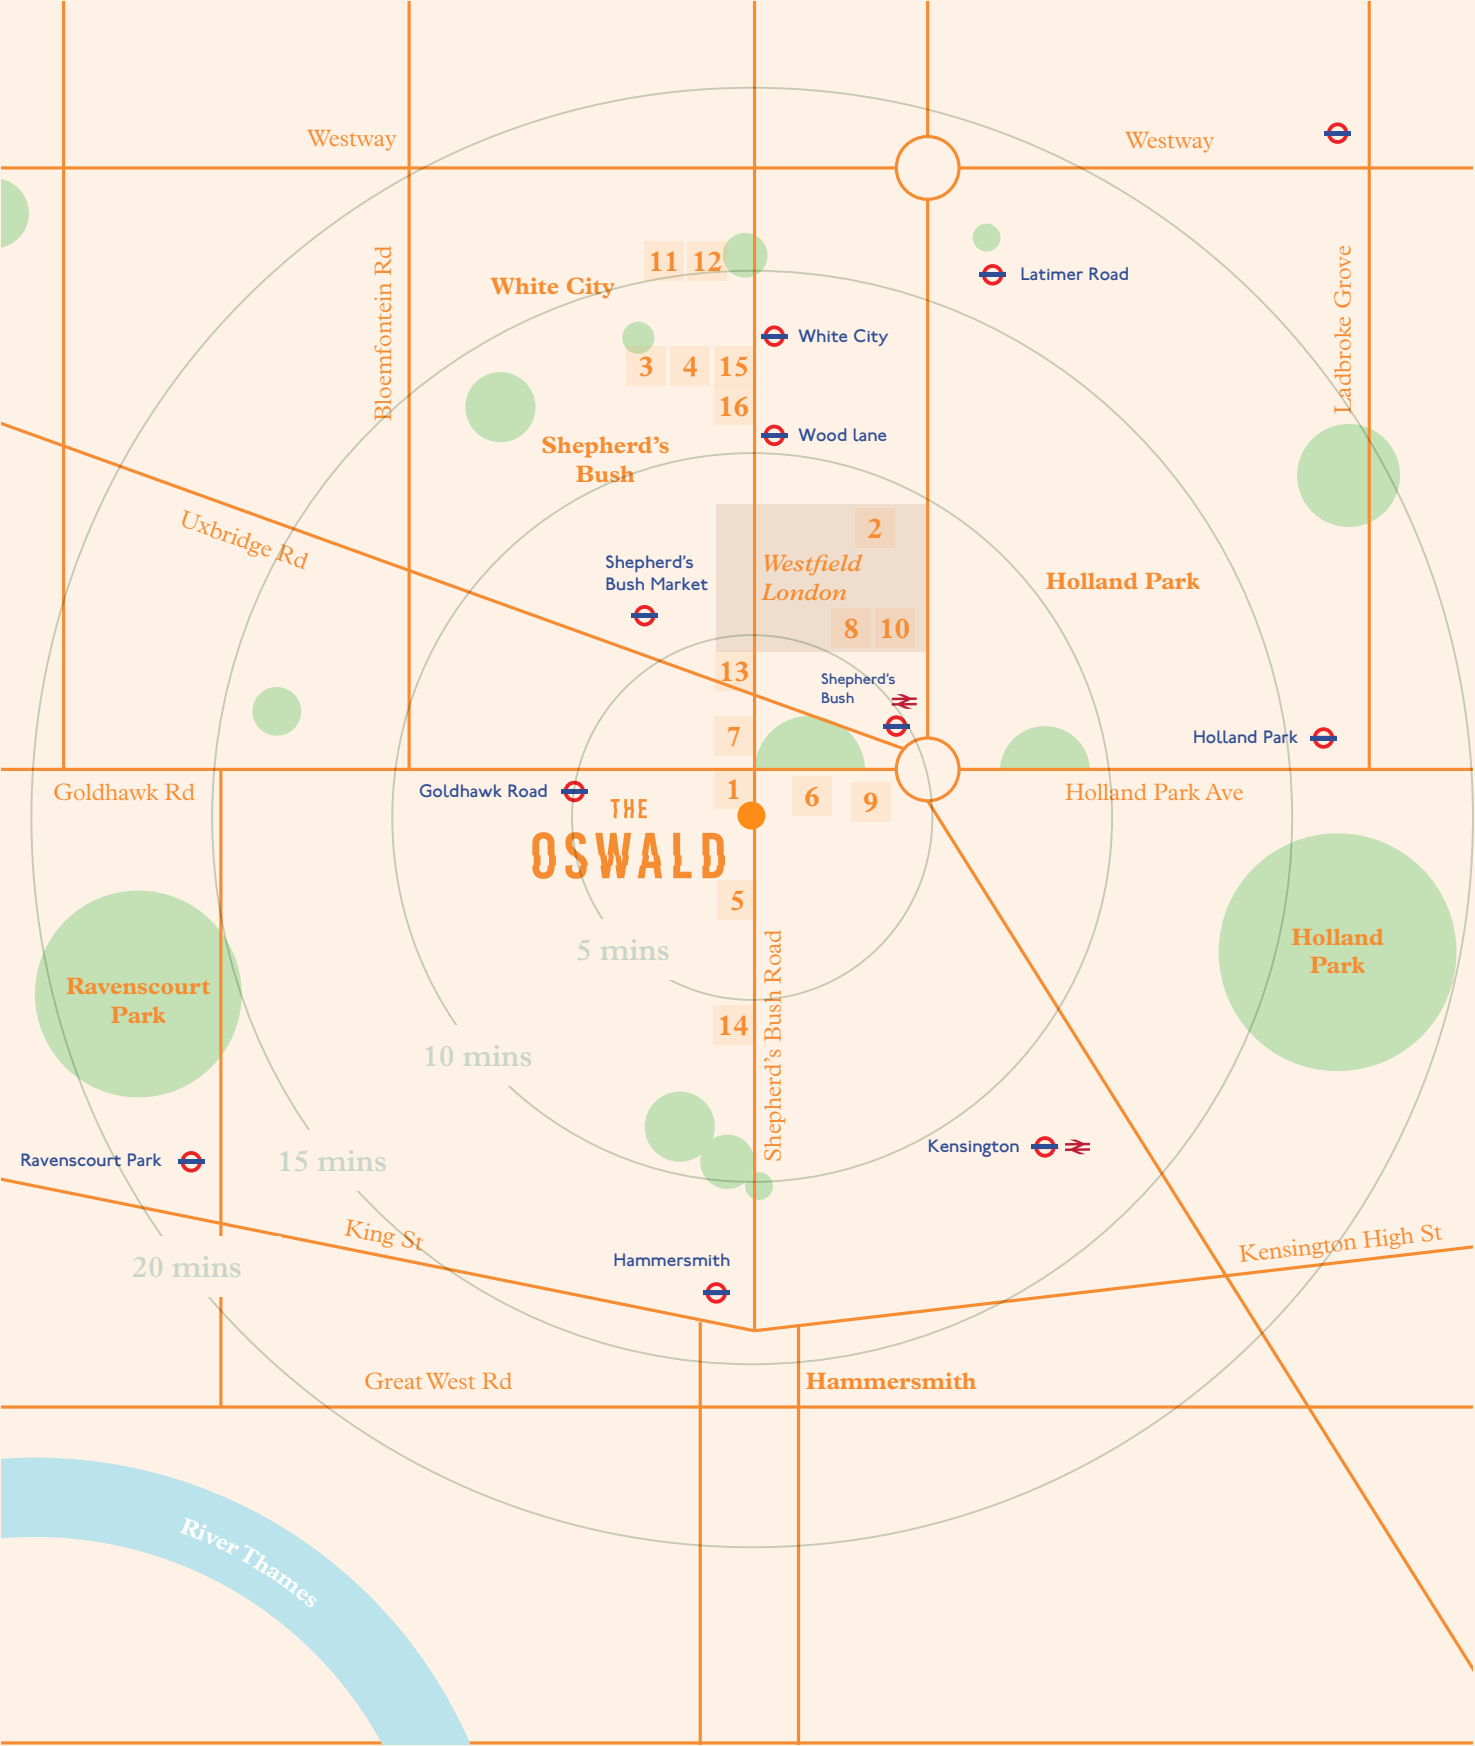 Westway
Westway
Bloemfontein Rd
Ladbroke Grove
11 12
White City
Latimer Road
White City
3 4 15
16
Wood lane
Shepherd's
Bush
Uxbridge Rd
2
Westfield
London
Shepherd's
Bush Market
Holland Park
8 10
13
Shepherd's
Bush
7
Holland Park
Goldhawk Rd
Goldhawk Road
1
6
9
Holland Park Ave
THE
OSWALD
5
5 mins
Shepherd's Bush Road
Holland
Park
Ravenscourt
Park
14
10 mins
Kensington
Ravenscourt Park
15 mins
King St
Kensington High St
20 mins
Hammersmith
Great West Rd
Hammersmith
River Thames